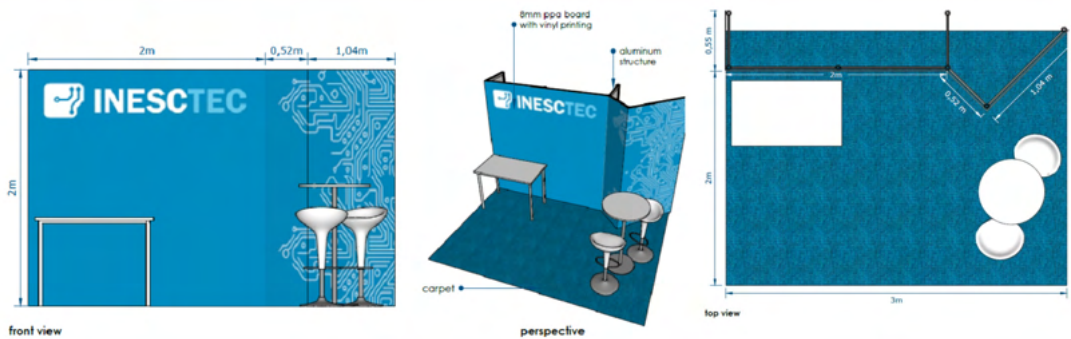 2m
0,52m
1,04m
2m
INESCTEC
front view
8mm ppa board
with vinyl printing
aluminum
structure
INESCTEC
carpet
perspective
0,55 m
2m
0,52 m
1,04 m
2m
3m
top view